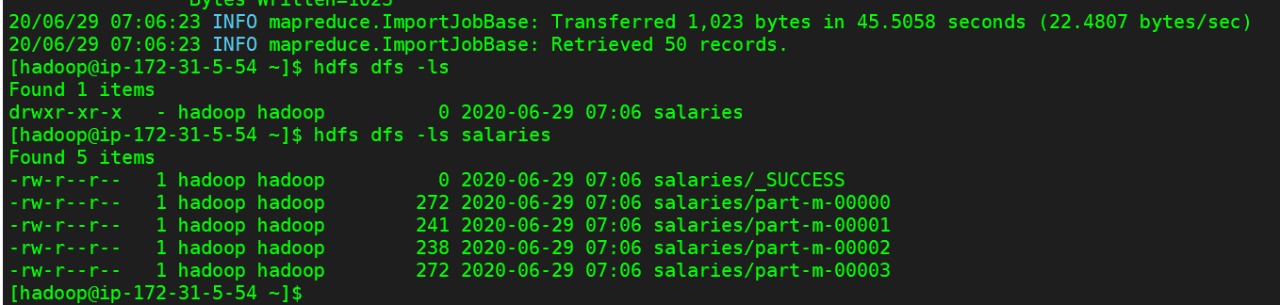 Bytes Written=1023
20/06/29 07:06:23 INFO mapreduce.ImportJobBase: Transferred 1,023 bytes in 45.5058 seconds (22.4807 bytes/sec)
20/06/29 07:06:23 INFO mapreduce.ImportJobBase: Retrieved 50 records.
[hadoop@ip-172-31-5-54 ~]$ hdfs dfs -ls
Found 1 items
drwxr-xr-x   - hadoop hadoop          0 2020-06-29 07:06 salaries
[hadoop@ip-172-31-5-54 ~]$ hdfs dfs -ls salaries
Found 5 items
-rw-r--r--   1 hadoop hadoop          0 2020-06-29 07:06 salaries/_SUCCESS
-rw-r--r--   1 hadoop hadoop        272 2020-06-29 07:06 salaries/part-m-00000
-rw-r--r--   1 hadoop hadoop        241 2020-06-29 07:06 salaries/part-m-00001
-rw-r--r--   1 hadoop hadoop        238 2020-06-29 07:06 salaries/part-m-00002
-rw-r--r--   1 hadoop hadoop        272 2020-06-29 07:06 salaries/part-m-00003
[hadoop@ip-172-31-5-54 ~]$